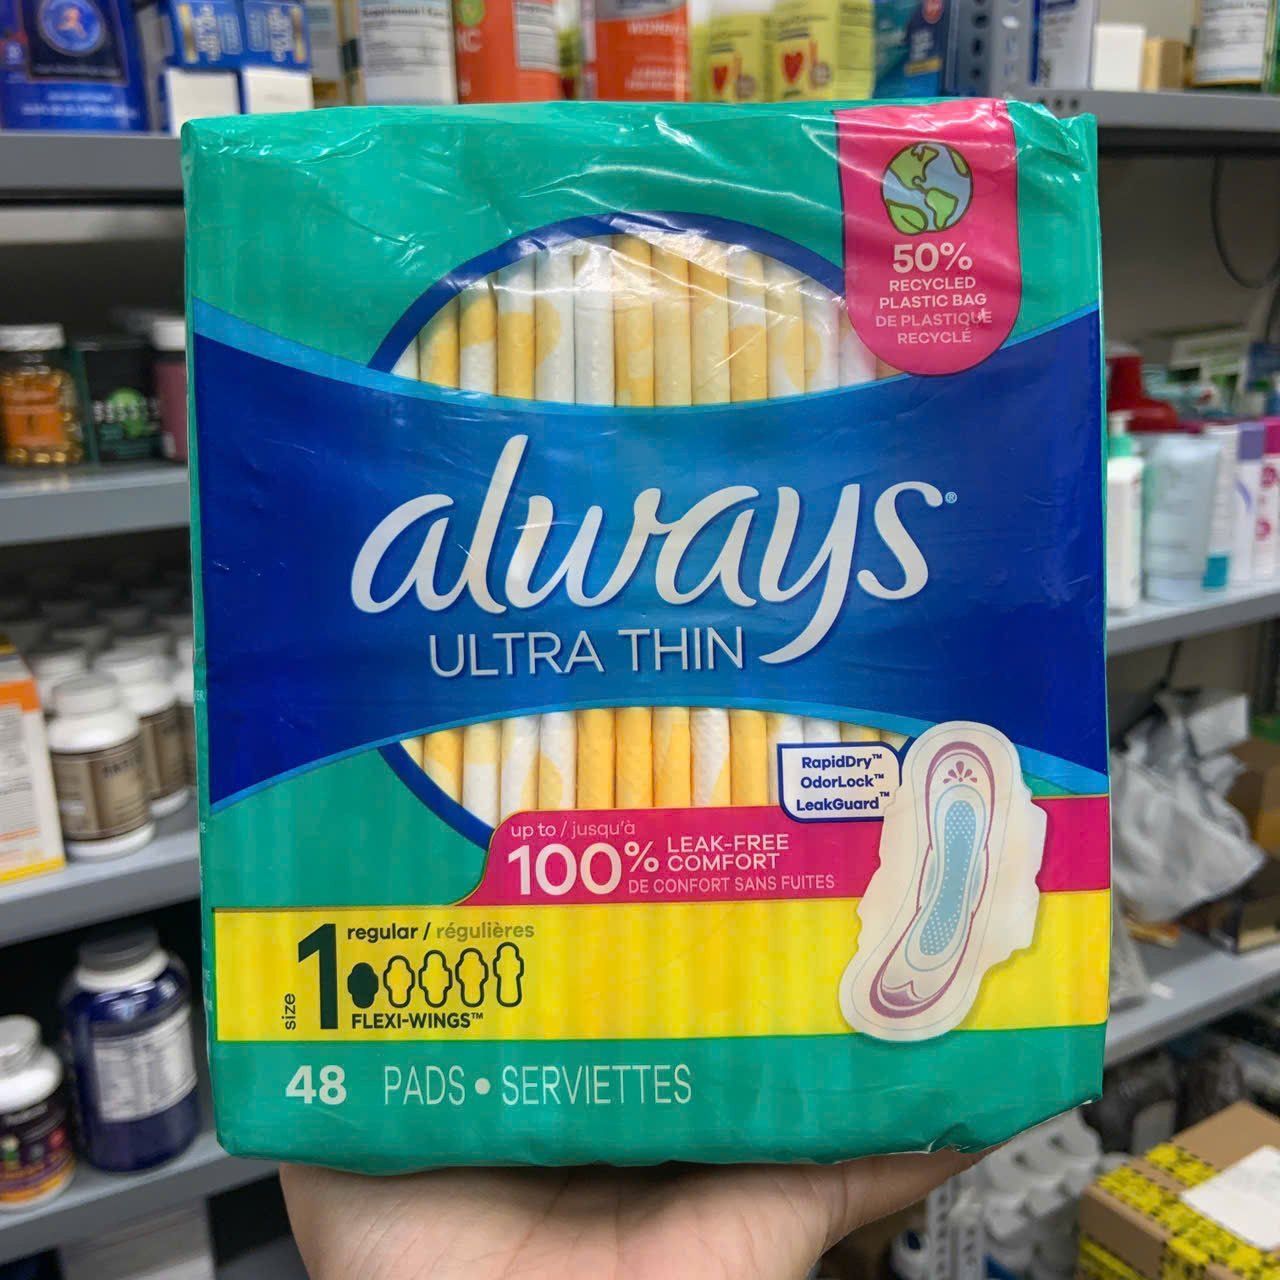 50%
RECYCLED
PLASTIC BAG
DE PLASTIQUE
RECYCLÉ
always®
ULTRA THIN
RapidDry™
OdorLock™
LeakGuard™
up to / jusqu'à
100% LEAK-FREE
COMFORT
DE CONFORT SANS FUITES
size 1 regular / régulières
FLEXI-WINGS™
48 PADS • SERVIETTES